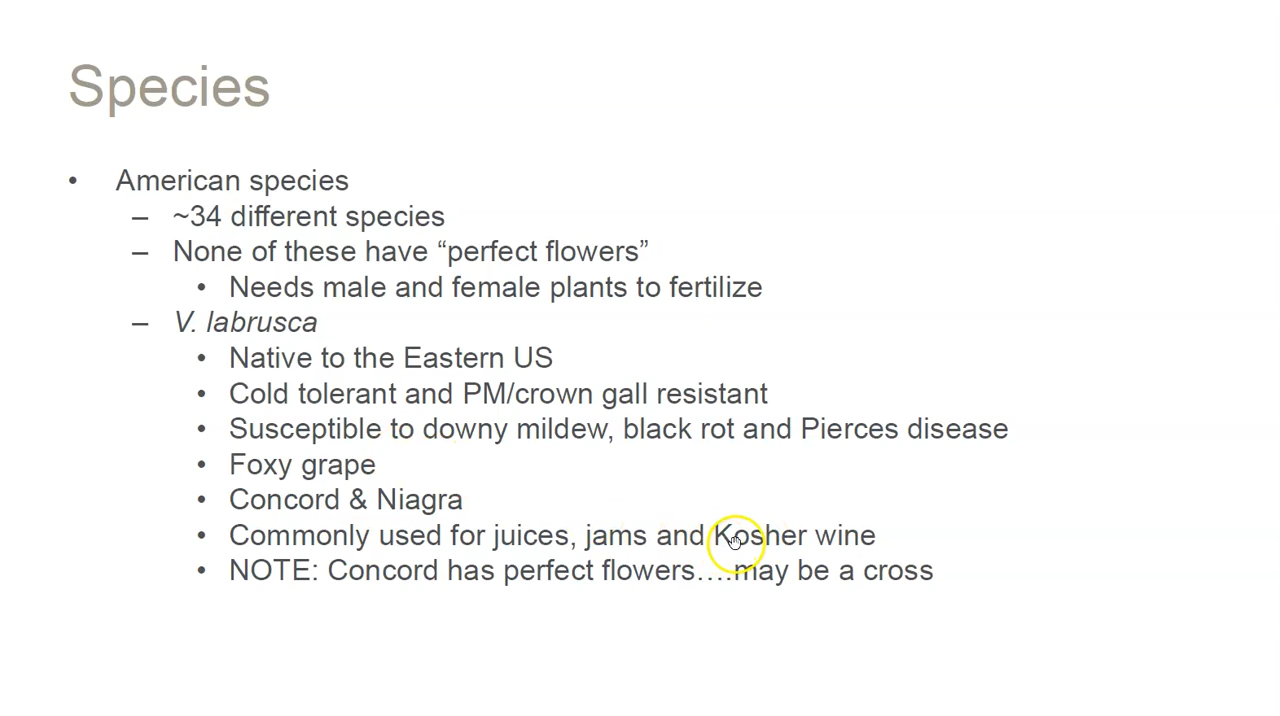 Species
• American species
– ~34 different species
– None of these have “perfect flowers”
• Needs male and female plants to fertilize
– V. labrusca
• Native to the Eastern US
• Cold tolerant and PM/crown gall resistant
• Susceptible to downy mildew, black rot and Pierces disease
• Foxy grape
• Concord & Niagra
• Commonly used for juices, jams and Kosher wine
• NOTE: Concord has perfect flowers….may be a cross